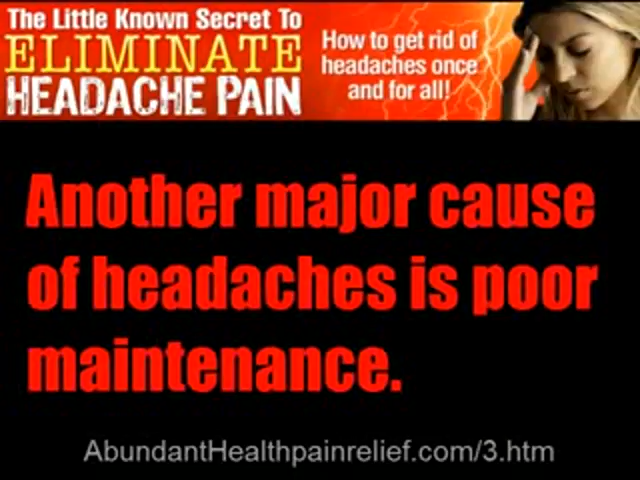 The Little Known Secret To
ELIMINATE
HEADACHE PAIN
How to get rid of
headaches once
and for all!
Another major cause
of headaches is poor
maintenance.
AbundantHealthpainrelief.com/3.htm